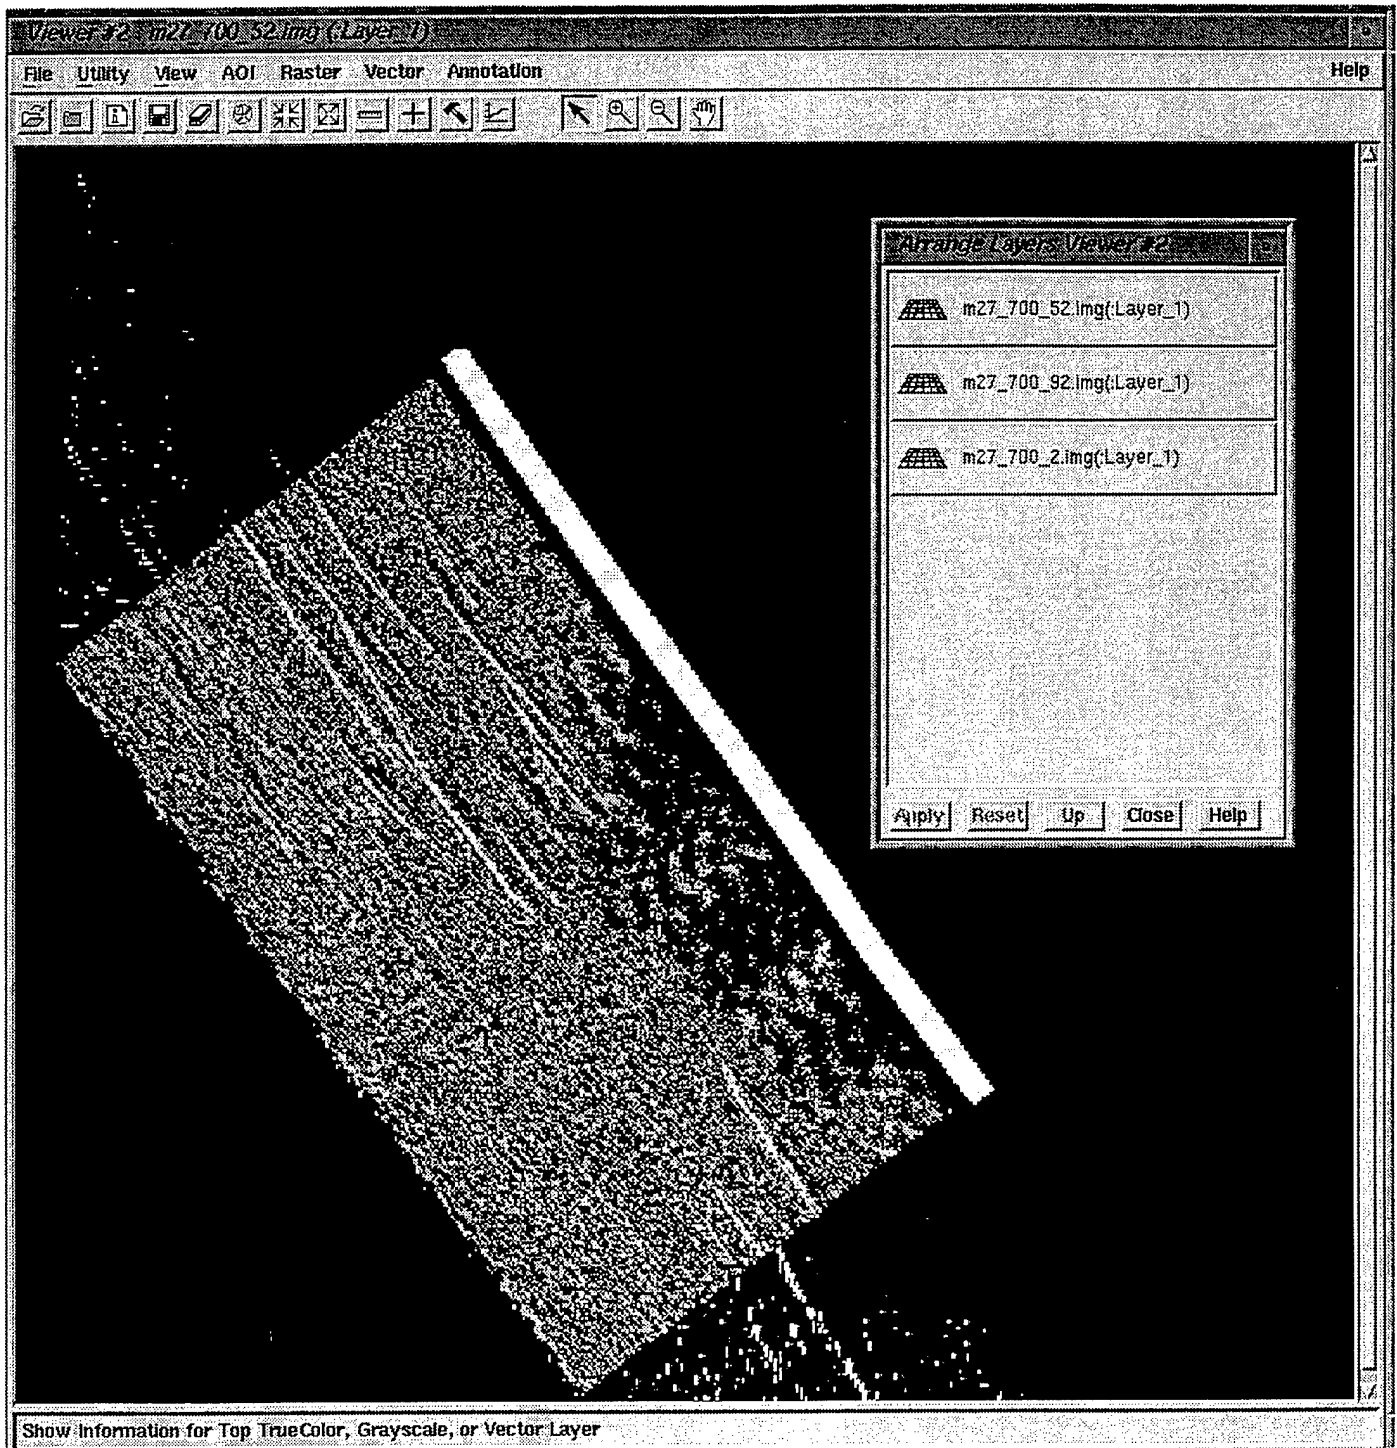 Viewer #2 : m27_700_52.img (:Layer_1)
File Utility View AOI Raster Vector Annotation Help
Arrange Layers Viewer #2
m27_700_52.img(:Layer_1)
m27_700_92.img(:Layer_1)
m27_700_2.img(:Layer_1)
Apply Reset Up Close Help
Show Information for Top TrueColor, Grayscale, or Vector Layer